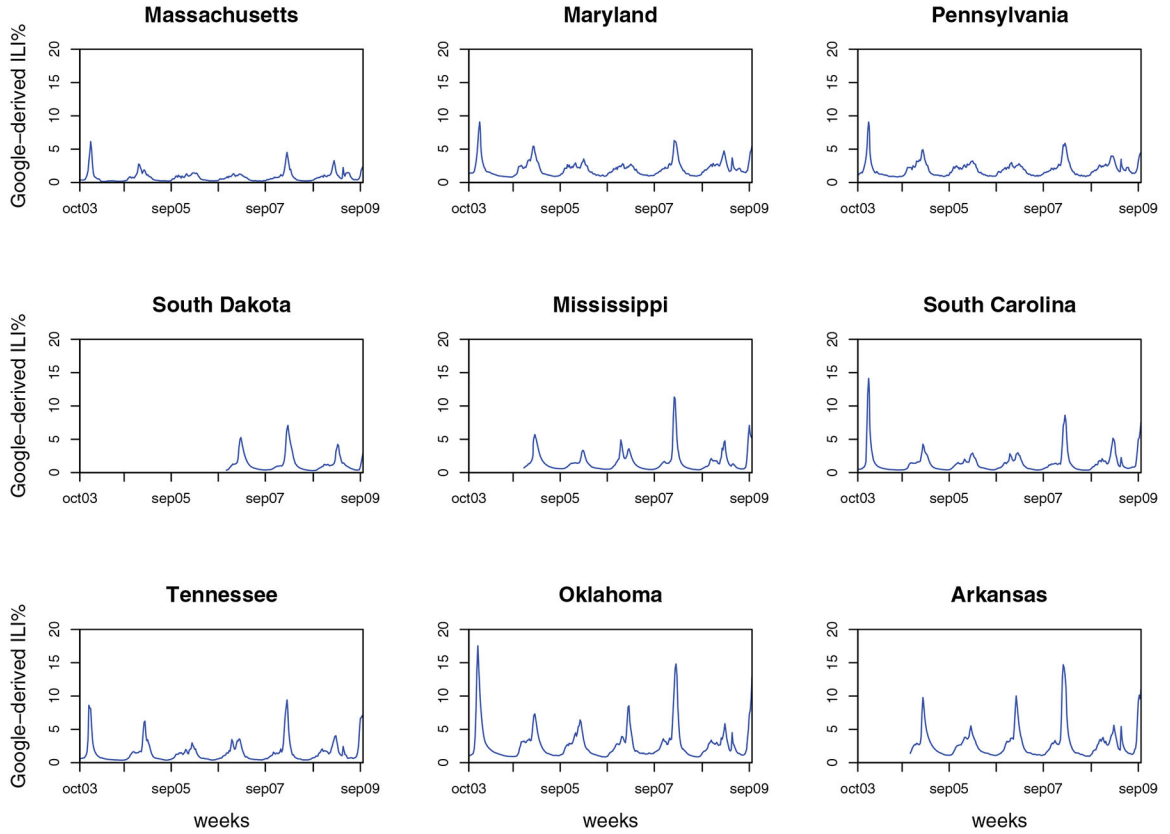 Massachusetts
Maryland
Pennsylvania
Google-derived ILI%
0 5 10 15 20
0 5 10 15 20
0 5 10 15 20
oct03 sep05 sep07 sep09
oct03 sep05 sep07 sep09
oct03 sep05 sep07 sep09
South Dakota
Mississippi
South Carolina
Google-derived ILI%
0 5 10 15 20
0 5 10 15 20
0 5 10 15 20
oct03 sep05 sep07 sep09
oct03 sep05 sep07 sep09
oct03 sep05 sep07 sep09
Tennessee
Oklahoma
Arkansas
Google-derived ILI%
0 5 10 15 20
0 5 10 15 20
0 5 10 15 20
oct03 sep05 sep07 sep09
oct03 sep05 sep07 sep09
oct03 sep05 sep07 sep09
weeks
weeks
weeks